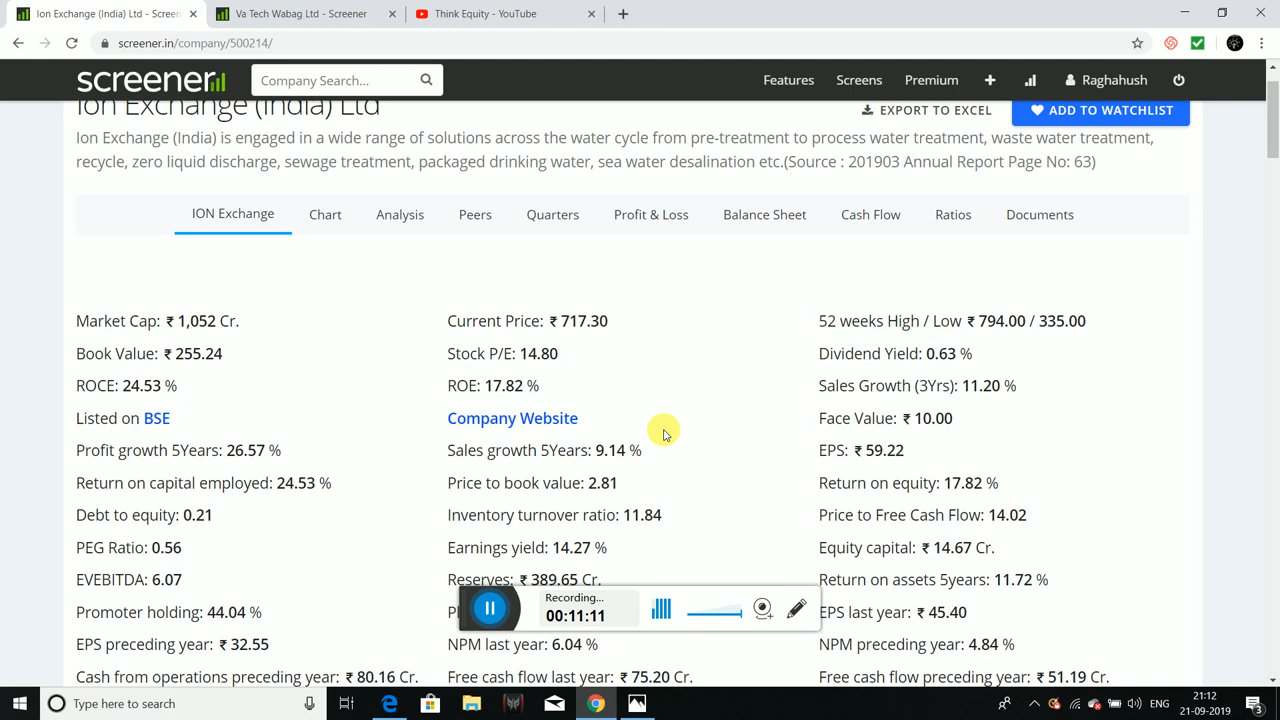 Ion Exchange (India) Ltd - Screen
Va Tech Wabag Ltd - Screener
Think Equity - YouTube
screener.in/company/500214/
screener
Company Search...
Features
Screens
Premium
Raghahush
Ion Exchange (India) Ltd
EXPORT TO EXCEL
ADD TO WATCHLIST
Ion Exchange (India) is engaged in a wide range of solutions across the water cycle from pre-treatment to process water treatment, waste water treatment,
recycle, zero liquid discharge, sewage treatment, packaged drinking water, sea water desalination etc.(Source : 201903 Annual Report Page No: 63)
ION Exchange
Chart
Analysis
Peers
Quarters
Profit & Loss
Balance Sheet
Cash Flow
Ratios
Documents
Market Cap: ₹ 1,052 Cr.
Current Price: ₹ 717.30
52 weeks High / Low ₹ 794.00 / 335.00
Book Value: ₹ 255.24
Stock P/E: 14.80
Dividend Yield: 0.63 %
ROCE: 24.53 %
ROE: 17.82 %
Sales Growth (3Yrs): 11.20 %
Listed on BSE
Company Website
Face Value: ₹ 10.00
Profit growth 5Years: 26.57 %
Sales growth 5Years: 9.14 %
EPS: ₹ 59.22
Return on capital employed: 24.53 %
Price to book value: 2.81
Return on equity: 17.82 %
Debt to equity: 0.21
Inventory turnover ratio: 11.84
Price to Free Cash Flow: 14.02
PEG Ratio: 0.56
Earnings yield: 14.27 %
Equity capital: ₹ 14.67 Cr.
EVEBITDA: 6.07
Reserves: ₹ 389.65 Cr.
Return on assets 5years: 11.72 %
Promoter holding: 44.04 %
EPS last year: ₹ 45.40
Recording...
00:11:11
EPS preceding year: ₹ 32.55
NPM last year: 6.04 %
NPM preceding year: 4.84 %
Cash from operations preceding year: ₹ 80.16 Cr.
Free cash flow last year: ₹ 75.20 Cr.
Free cash flow preceding year: ₹ 51.19 Cr.
Type here to search
ENG
21:12
21-09-2019
3